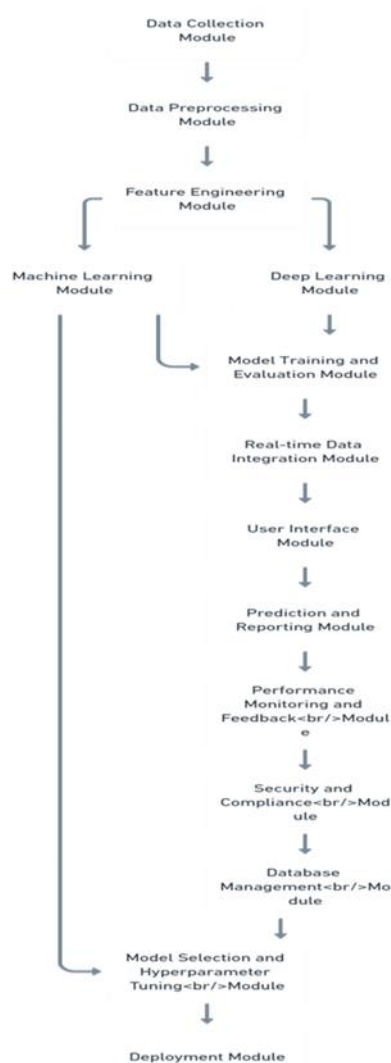 Data Collection
Module
Data Preprocessing
Module
Feature Engineering
Module
Machine Learning
Module
Deep Learning
Module
Model Training and
Evaluation Module
Real-time Data
Integration Module
User Interface
Module
Prediction and
Reporting Module
Performance
Monitoring and
Feedback<br/>Modul
e
Security and
Compliance<br/>Mod
ule
Database
Management<br/>Mo
dule
Model Selection and
Hyperparameter
Tuning<br/>Module
Deployment Module